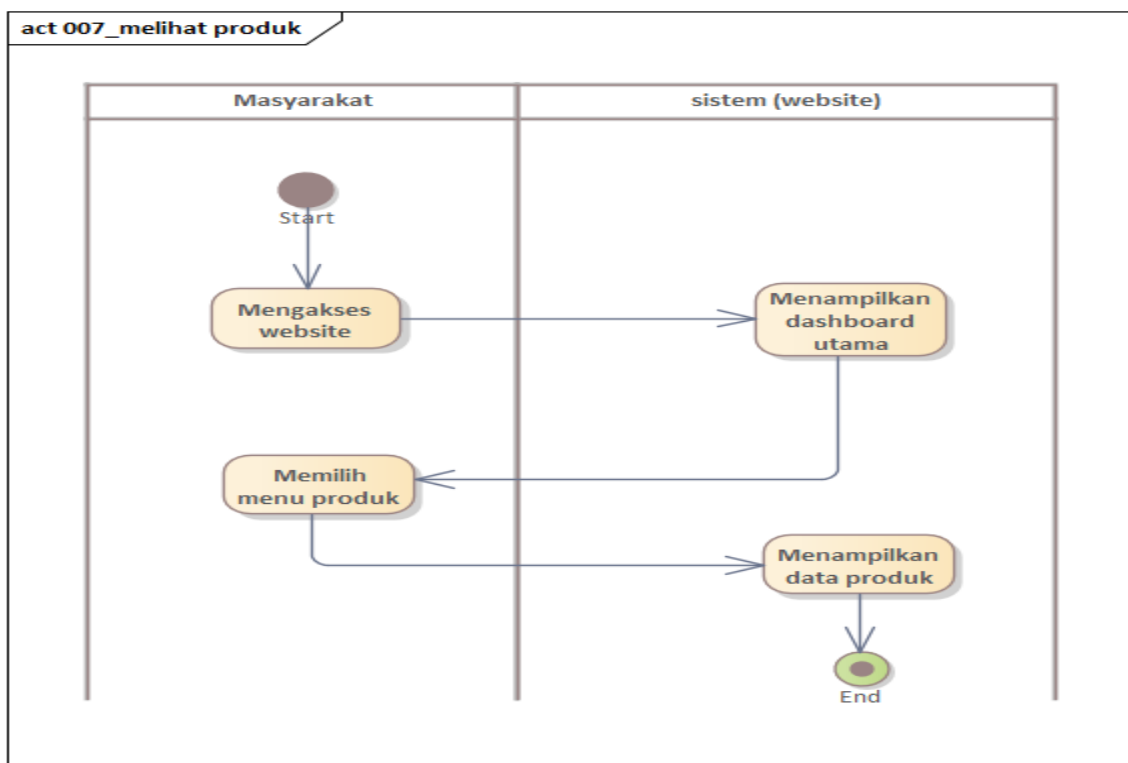 act 007_melihat produk
Masyarakat
sistem (website)
Start
Mengakses
website
Menampilkan
dashboard
utama
Memilih
menu produk
Menampilkan
data produk
End